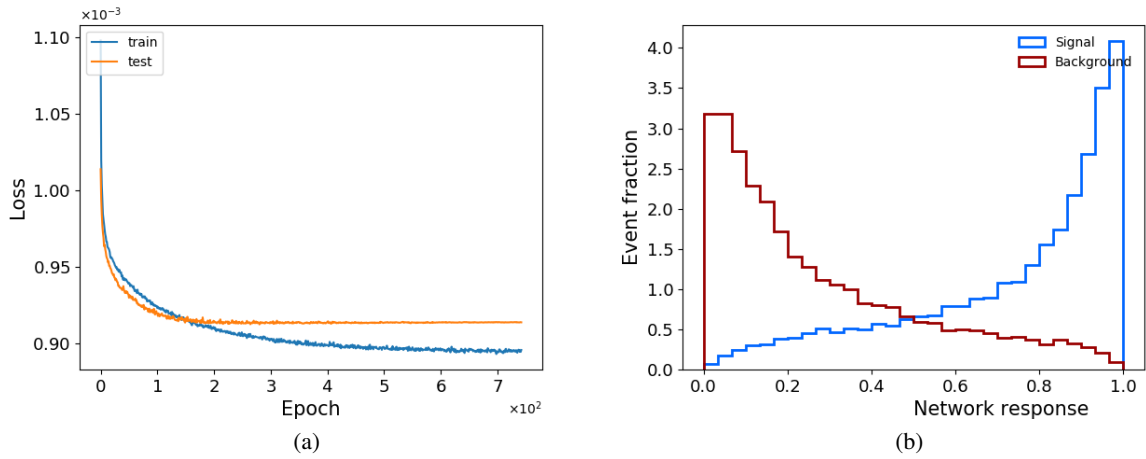 ×10⁻³
1.10
1.05
1.00
0.95
0.90
Loss
train
test
0 1 2 3 4 5 6 7
Epoch
×10²
(a)
4.0
3.5
3.0
2.5
2.0
1.5
1.0
0.5
0.0
Event fraction
Signal
Background
0.0 0.2 0.4 0.6 0.8 1.0
Network response
(b)